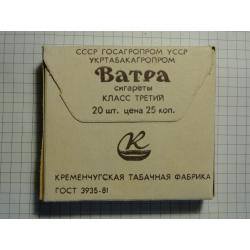 СССР ГОСАГРОПРОМ УССР
УКРТАБАКАГРОПРОМ
Ватра
сигареты
КЛАСС ТРЕТИЙ
20 шт. цена 25 коп.
К
КРЕМЕНЧУГСКАЯ ТАБАЧНАЯ ФАБРИКА
ГОСТ 3935-81